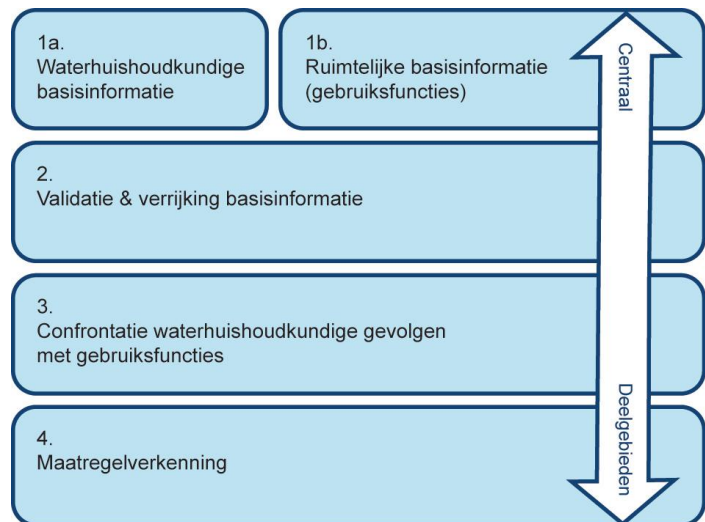 1a.
Waterhuishoudkundige
basisinformatie
1b.
Ruimtelijke basisinformatie
(gebruiksfuncties)
Centraal
2.
Validatie & verrijking basisinformatie
3.
Confrontatie waterhuishoudkundige gevolgen
met gebruiksfuncties
Deelgebieden
4.
Maatregelverkenning